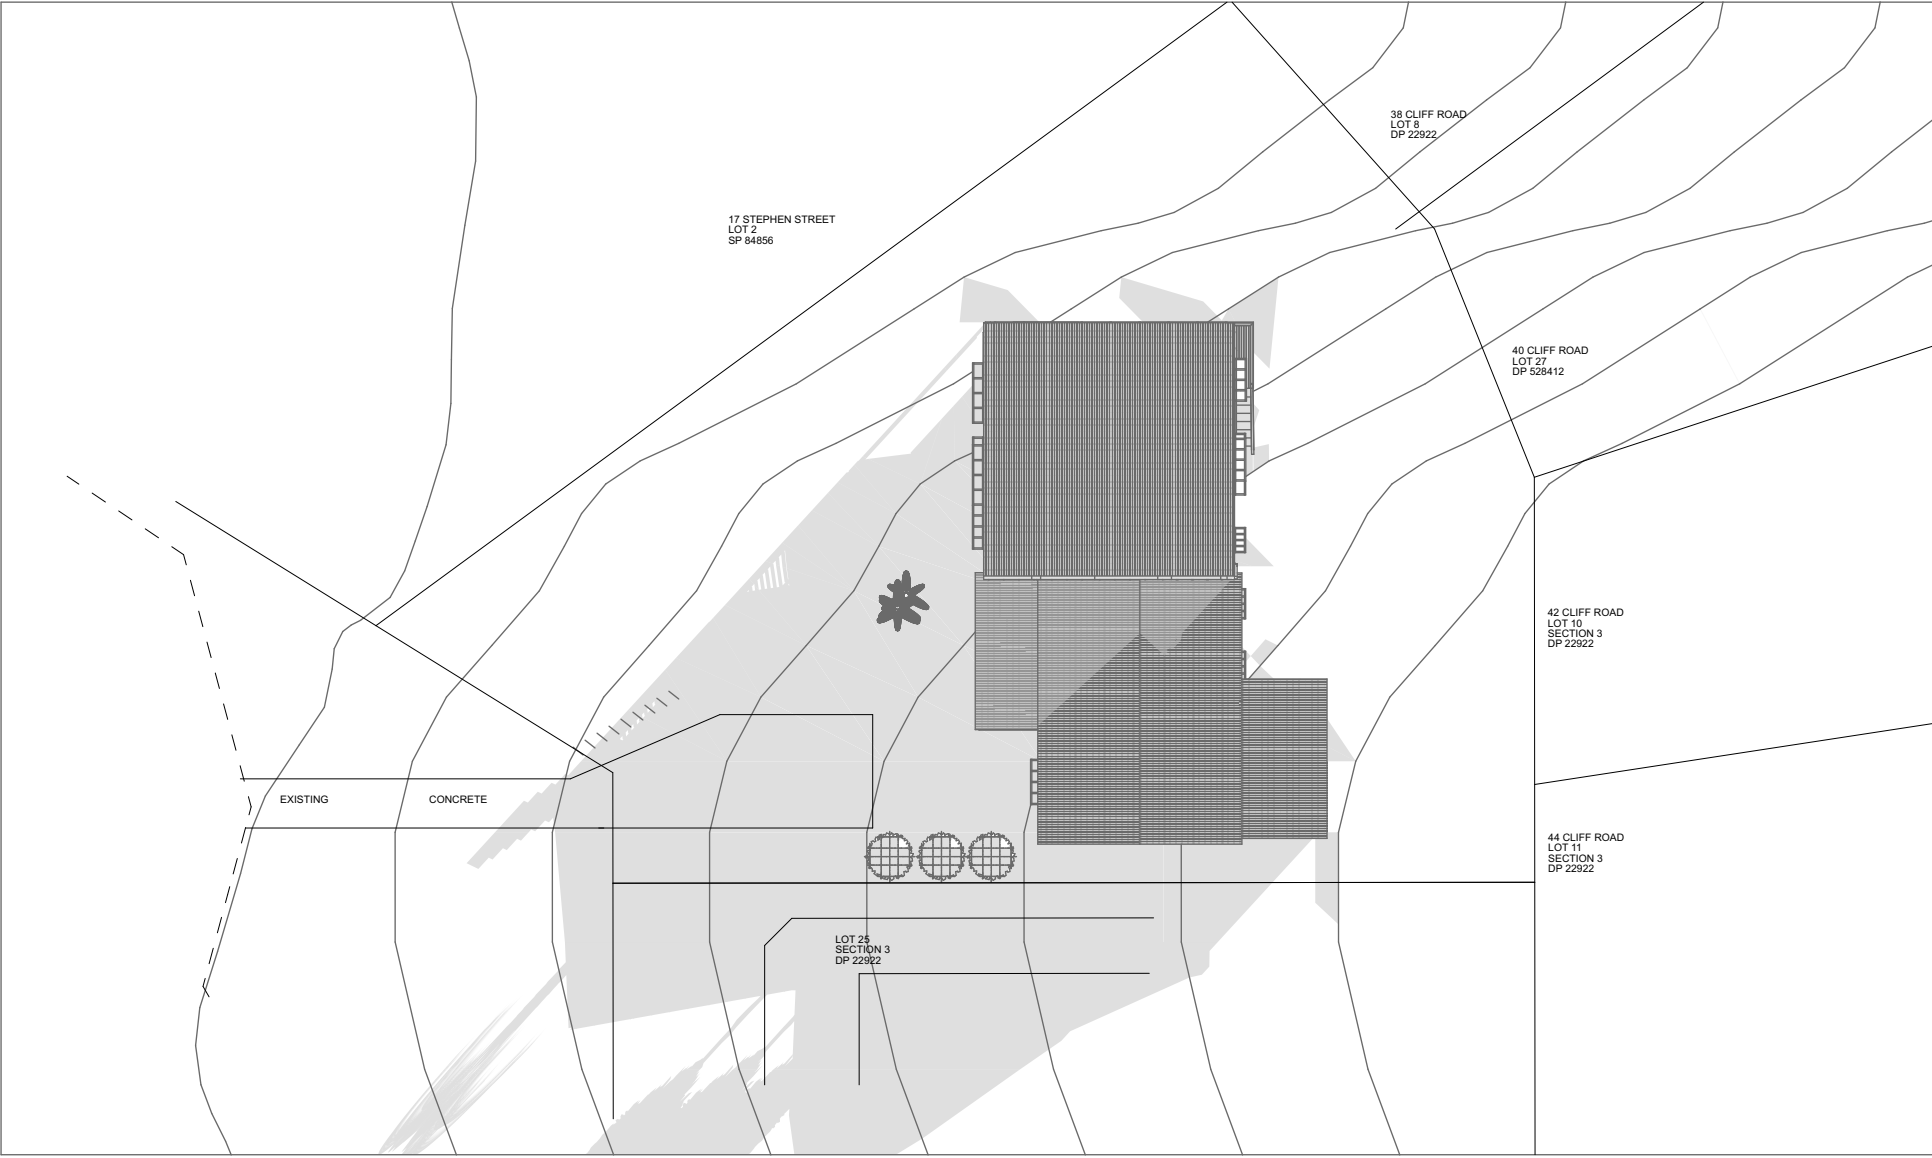 38 CLIFF ROAD
LOT 8
DP 22922
17 STEPHEN STREET
LOT 2
SP 84856
40 CLIFF ROAD
LOT 27
DP 528412
42 CLIFF ROAD
LOT 10
SECTION 3
DP 22922
EXISTING CONCRETE
44 CLIFF ROAD
LOT 11
SECTION 3
DP 22922
LOT 25
SECTION 3
DP 22922